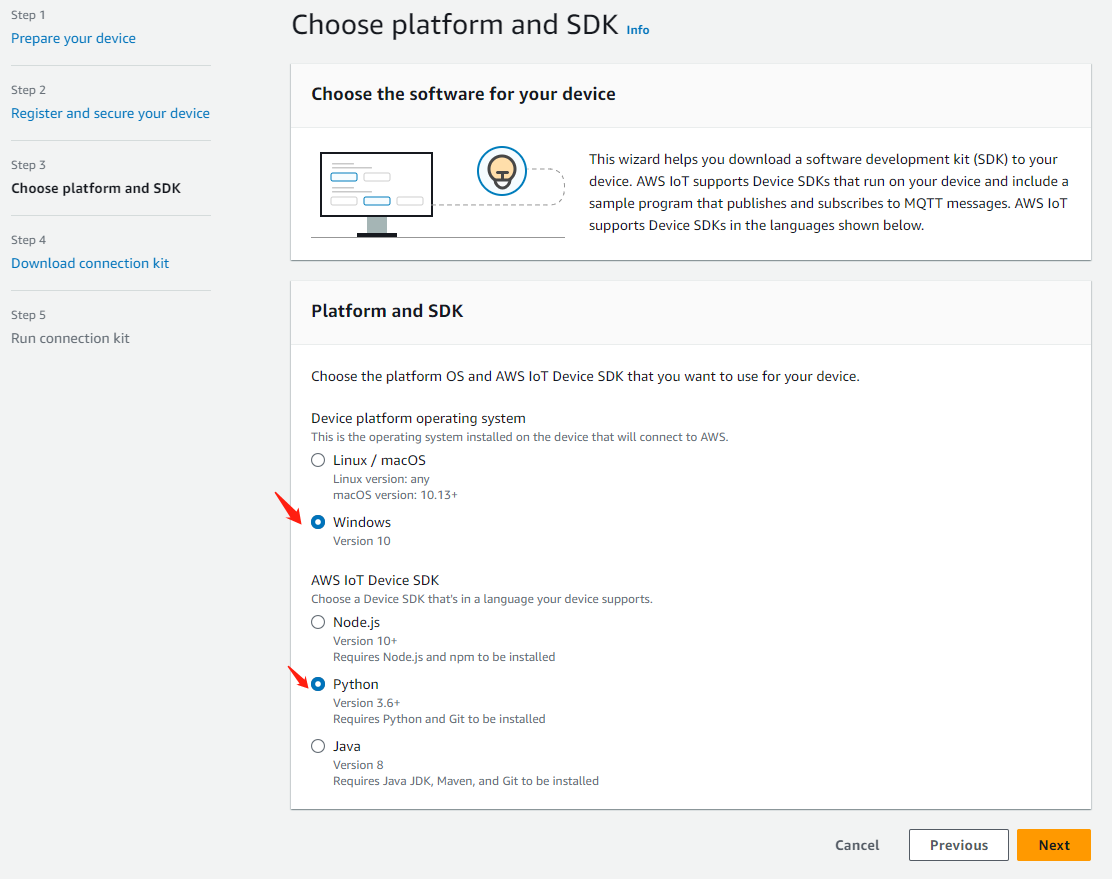 Step 1
Prepare your device
Step 2
Register and secure your device
Step 3
Choose platform and SDK
Step 4
Download connection kit
Step 5
Run connection kit
Choose platform and SDK Info
Choose the software for your device
This wizard helps you download a software development kit (SDK) to your
device. AWS IoT supports Device SDKs that run on your device and include a
sample program that publishes and subscribes to MQTT messages. AWS IoT
supports Device SDKs in the languages shown below.
Platform and SDK
Choose the platform OS and AWS IoT Device SDK that you want to use for your device.
Device platform operating system
This is the operating system installed on the device that will connect to AWS.
Linux / macOS
Linux version: any
macOS version: 10.13+
Windows
Version 10
AWS IoT Device SDK
Choose a Device SDK that's in a language your device supports.
Node.js
Version 10+
Requires Node.js and npm to be installed
Python
Version 3.6+
Requires Python and Git to be installed
Java
Version 8
Requires Java JDK, Maven, and Git to be installed
Cancel
Previous
Next